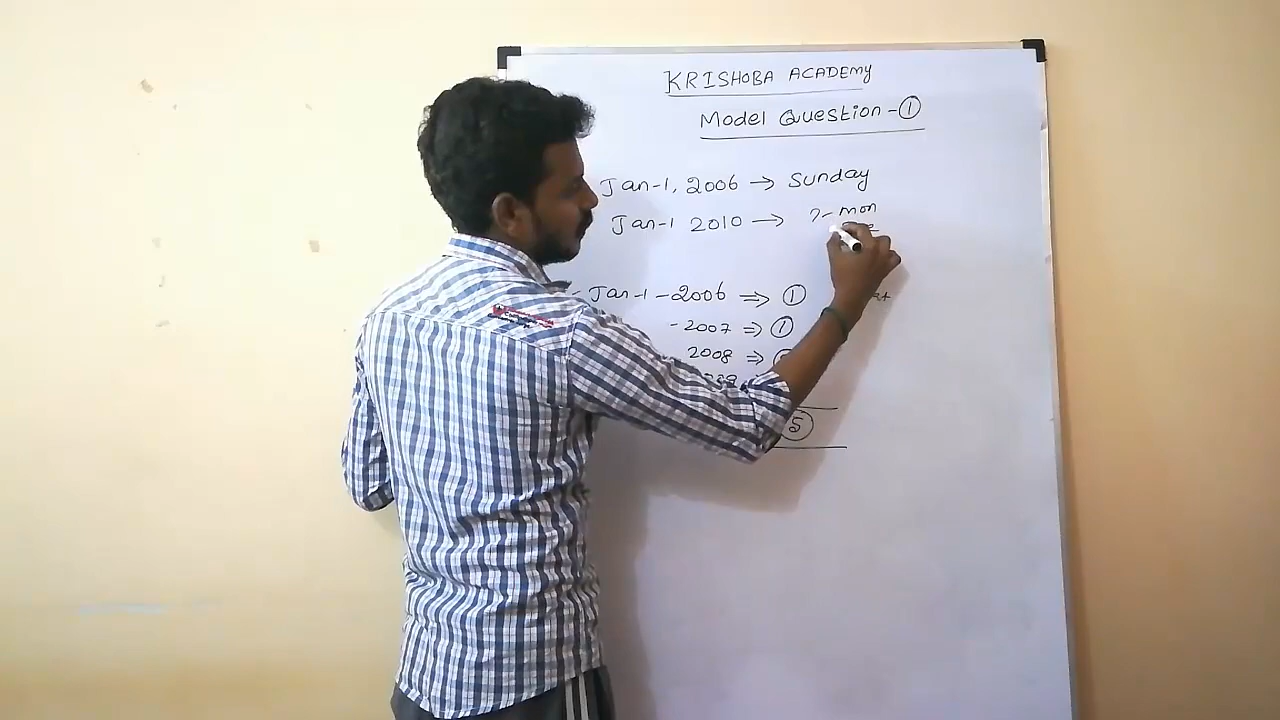 KRISHOBA ACADEMY
Model Question - ①
Jan-1, 2006 → Sunday
Jan-1 2010 → ?- mon
Jan-1-2006 ⇒ ①
-2007 ⇒ ①
2008 ⇒
⑤